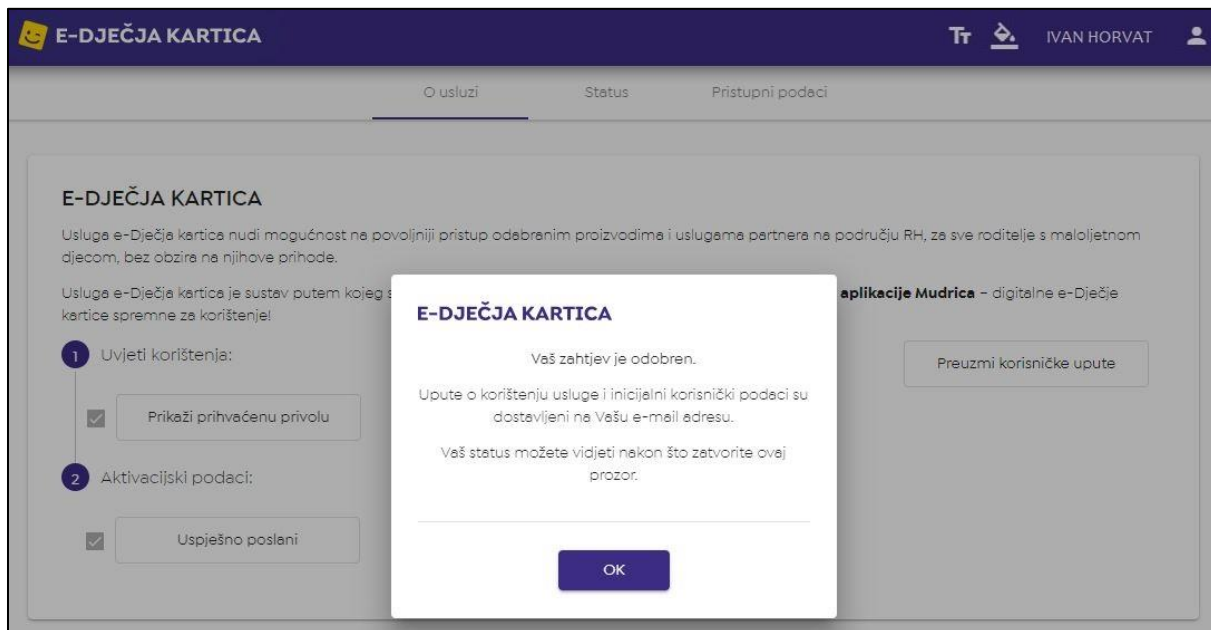 E-DJEČJA KARTICA
Tт
IVAN HORVAT
O usluzi
Status
Pristupni podaci
E-DJEČJA KARTICA
Usluga e-Dječja kartica nudi mogućnost na povoljniji pristup odabranim proizvodima i uslugama partnera na području RH, za sve roditelje s maloljetnom
djecom, bez obzira na njihove prihode.
Usluga e-Dječja kartica je sustav putem kojeg s
aplikacije Mudrica – digitalne e-Dječje
kartice spremne za korištenje!
1 Uvjeti korištenja:
Preuzmi korisničke upute
Prikaži prihvaćenu privolu
2 Aktivacijski podaci:
Uspješno poslani
E-DJEČJA KARTICA
Vaš zahtjev je odobren.
Upute o korištenju usluge i inicijalni korisnički podaci su
dostavljeni na Vašu e-mail adresu.
Vaš status možete vidjeti nakon što zatvorite ovaj
prozor.
OK